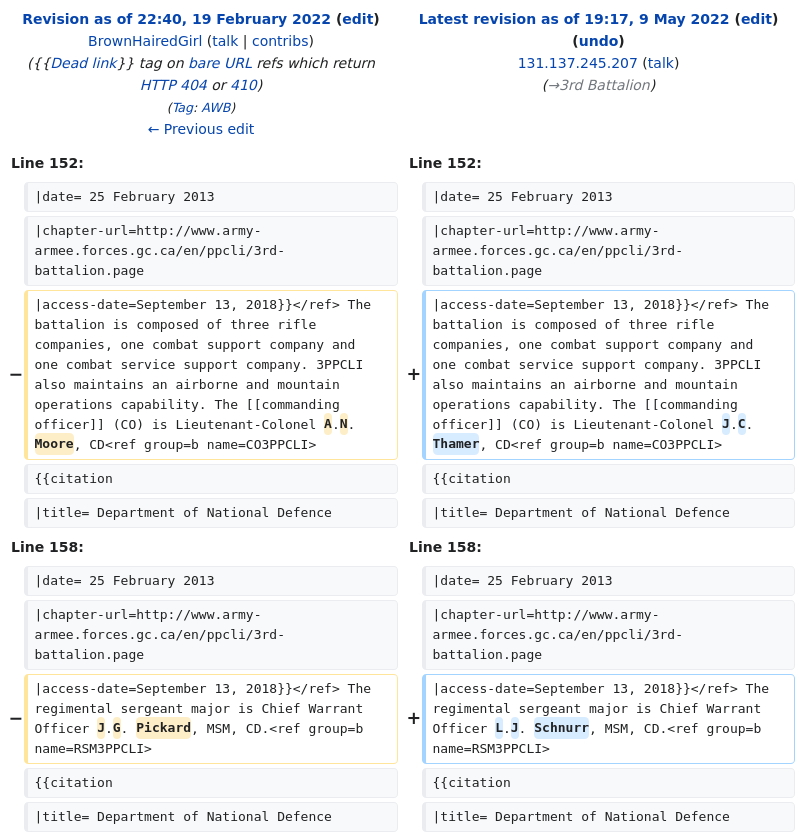 Revision as of 22:40, 19 February 2022 (edit)
BrownHairedGirl (talk | contribs)
({{Dead link}} tag on bare URL refs which return
HTTP 404 or 410)
(Tag: AWB)
← Previous edit
Latest revision as of 19:17, 9 May 2022 (edit)
(undo)
131.137.245.207 (talk)
(→3rd Battalion)
Line 152:
Line 152:
|date= 25 February 2013
|date= 25 February 2013
|chapter-url=http://www.army-
armee.forces.gc.ca/en/ppcli/3rd-
battalion.page
|chapter-url=http://www.army-
armee.forces.gc.ca/en/ppcli/3rd-
battalion.page
−
|access-date=September 13, 2018}}</ref> The
battalion is composed of three rifle
companies, one combat support company and
one combat service support company. 3PPCLI
also maintains an airborne and mountain
operations capability. The [[commanding
officer]] (CO) is Lieutenant-Colonel A.N.
Moore, CD<ref group=b name=CO3PPCLI>
+
|access-date=September 13, 2018}}</ref> The
battalion is composed of three rifle
companies, one combat support company and
one combat service support company. 3PPCLI
also maintains an airborne and mountain
operations capability. The [[commanding
officer]] (CO) is Lieutenant-Colonel J.C.
Thamer, CD<ref group=b name=CO3PPCLI>
{{citation
{{citation
|title= Department of National Defence
|title= Department of National Defence
Line 158:
Line 158:
|date= 25 February 2013
|date= 25 February 2013
|chapter-url=http://www.army-
armee.forces.gc.ca/en/ppcli/3rd-
battalion.page
|chapter-url=http://www.army-
armee.forces.gc.ca/en/ppcli/3rd-
battalion.page
−
|access-date=September 13, 2018}}</ref> The
regimental sergeant major is Chief Warrant
Officer J.G. Pickard, MSM, CD.<ref group=b
name=RSM3PPCLI>
+
|access-date=September 13, 2018}}</ref> The
regimental sergeant major is Chief Warrant
Officer L.J. Schnurr, MSM, CD.<ref group=b
name=RSM3PPCLI>
{{citation
{{citation
|title= Department of National Defence
|title= Department of National Defence